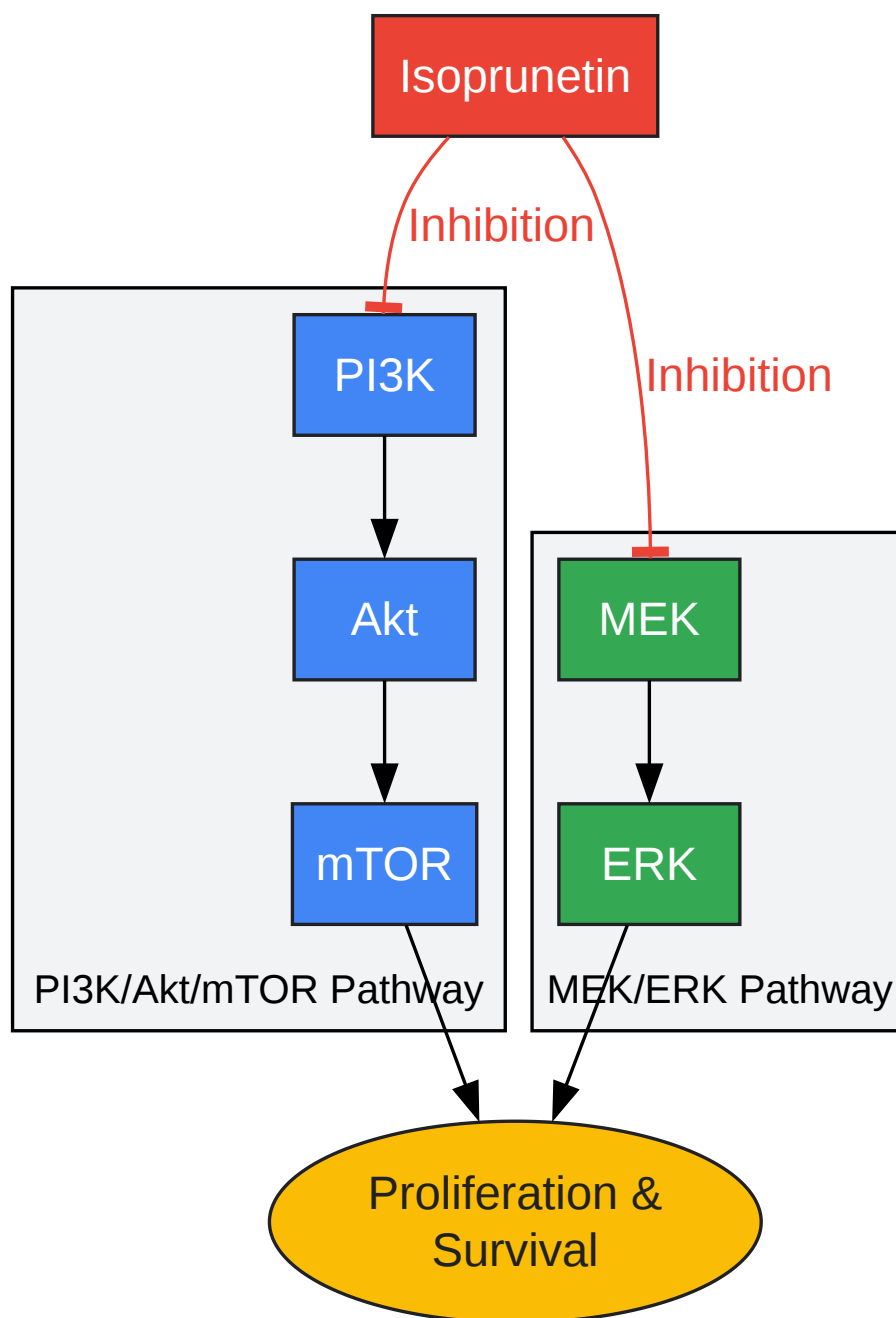 Isoprunetin
Inhibition
PI3K
Inhibition
Akt
MEK
mTOR
ERK
PI3K/Akt/mTOR Pathway
MEK/ERK Pathway
Proliferation &
Survival